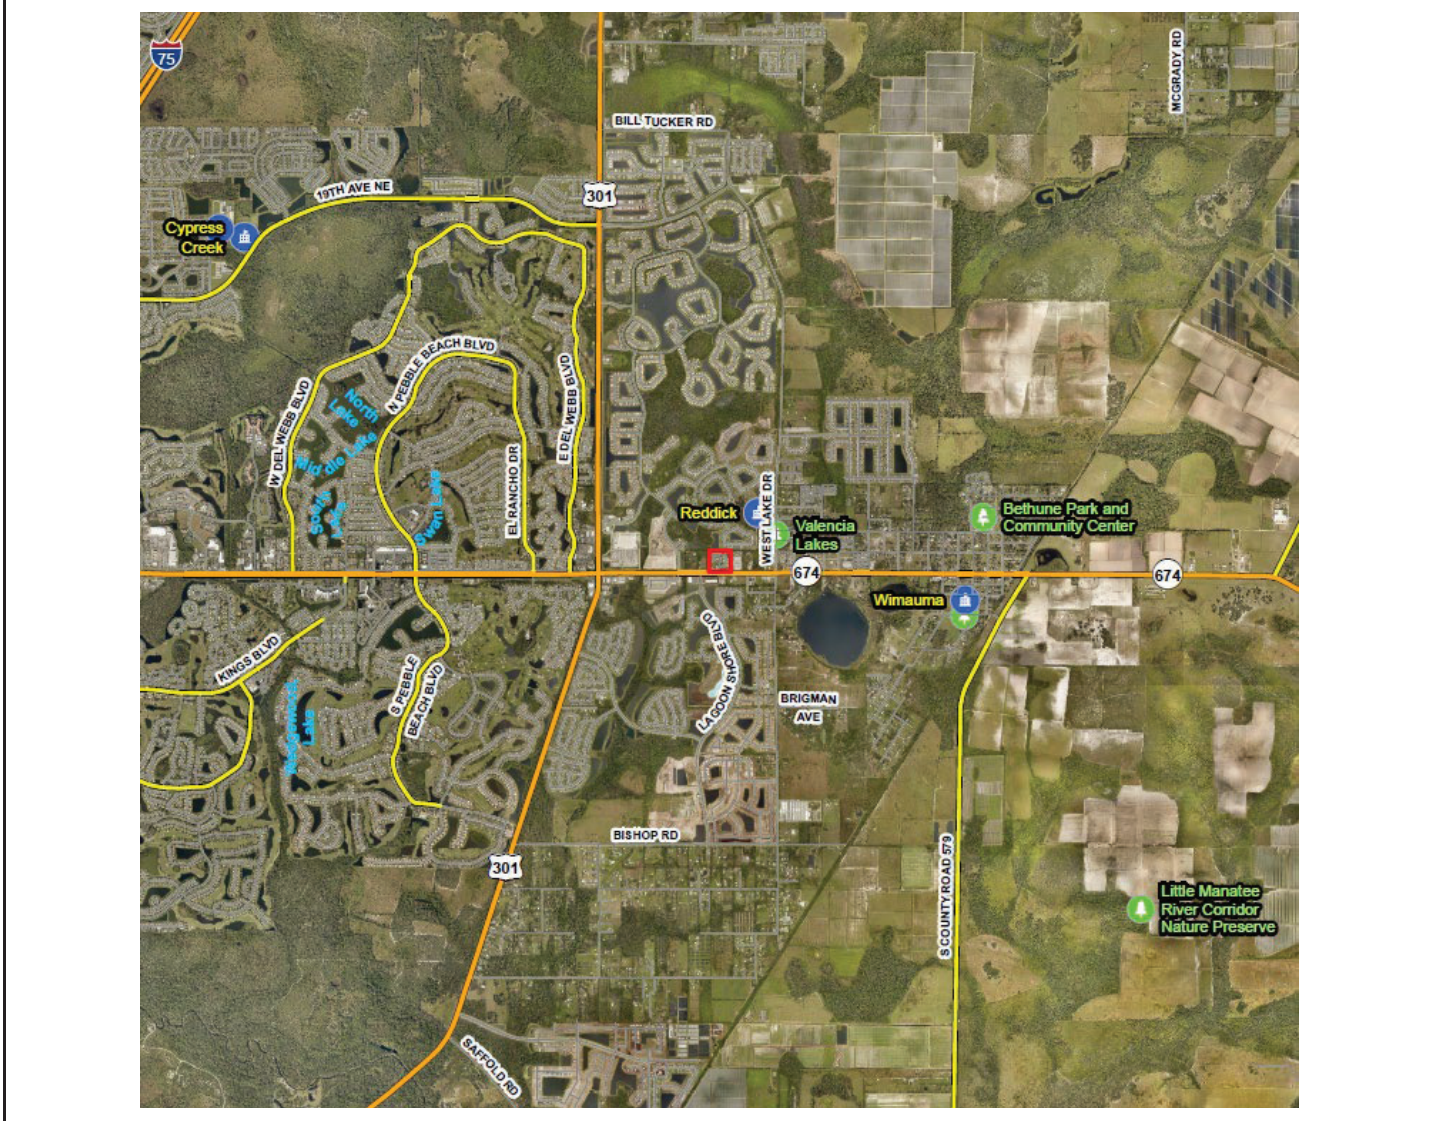 75
MCGRADY RD
BILL TUCKER RD
19TH AVE NE
301
Cypress
Creek
N PEBBLE BEACH BLVD
W DEL WEBB BLVD
E DEL WEBB BLVD
North
Lake
Middle Lake
South
Lake
Swan Lake
EL RANCHO DR
WEST LAKE DR
Reddick
Valencia
Lakes
Bethune Park and
Community Center
674
674
Wimauma
KINGS BLVD
S PEBBLE
BEACH BLVD
LAGOON SHORE BLVD
BRIGMAN
AVE
Lake
BISHOP RD
301
S COUNTY ROAD 579
Little Manatee
River Corridor
Nature Preserve
SAFFOLD RD